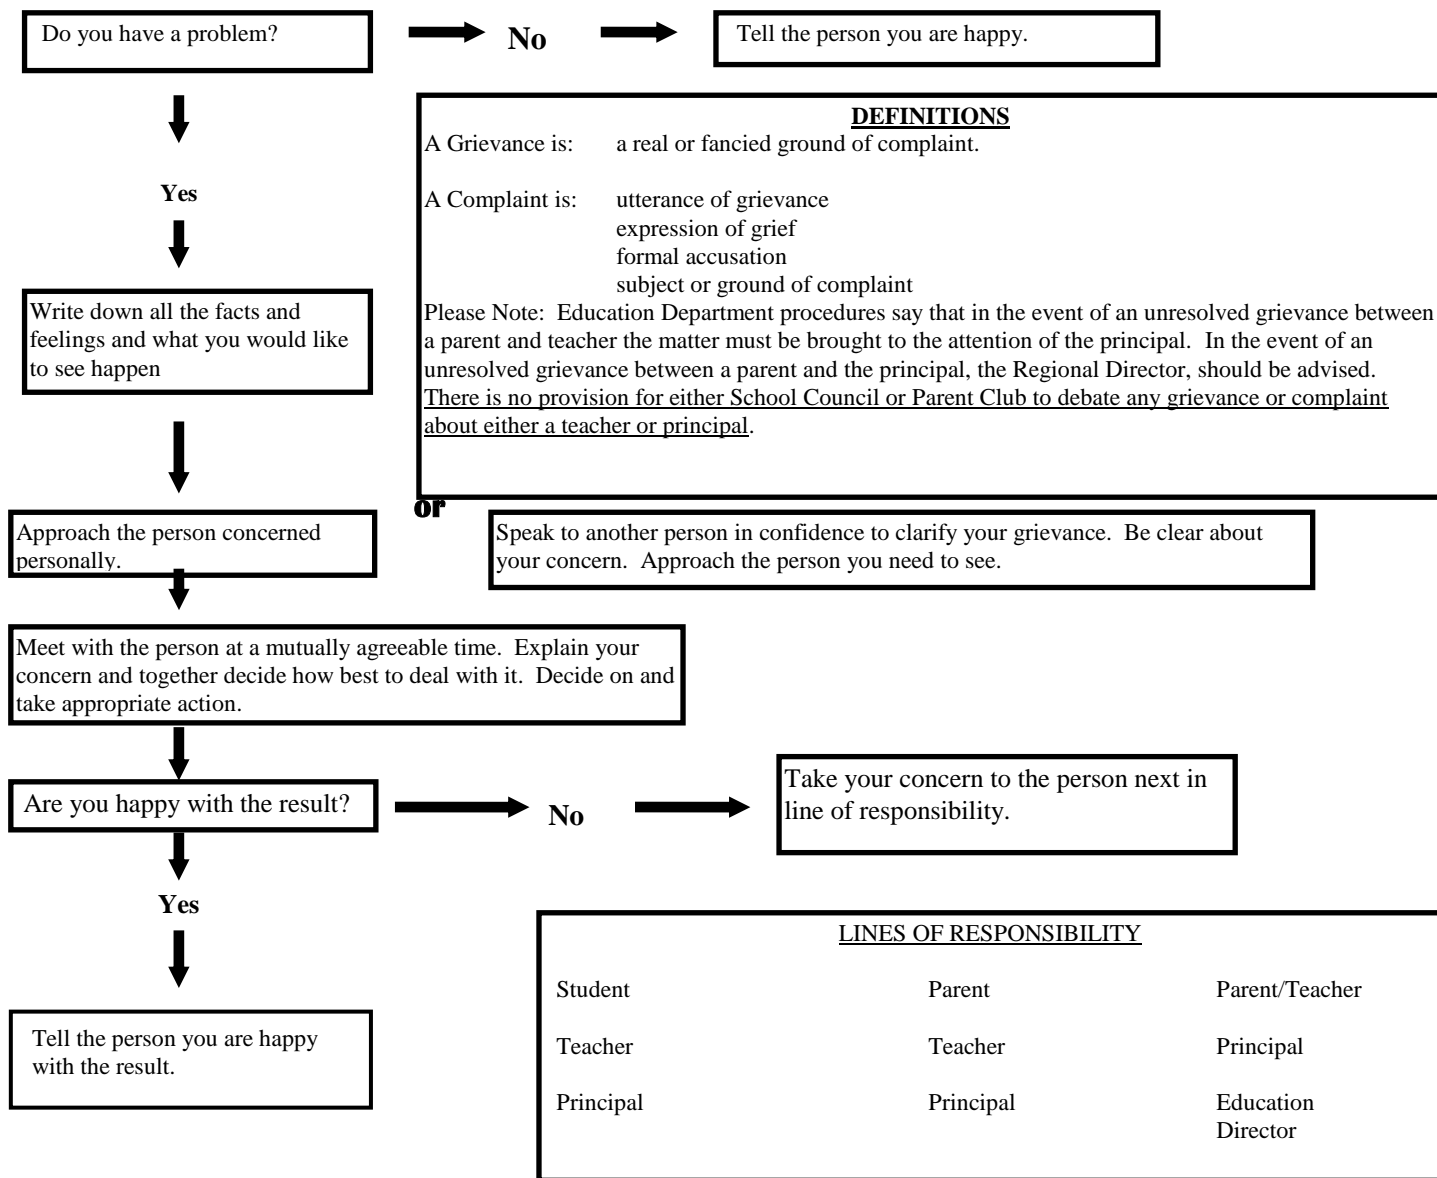 Do you have a problem?
No
Tell the person you are happy.
DEFINITIONS
A Grievance is: a real or fancied ground of complaint.
Yes
A Complaint is: utterance of grievance
expression of grief
formal accusation
subject or ground of complaint
Please Note: Education Department procedures say that in the event of an unresolved grievance between
a parent and teacher the matter must be brought to the attention of the principal. In the event of an
unresolved grievance between a parent and the principal, the Regional Director, should be advised.
There is no provision for either School Council or Parent Club to debate any grievance or complaint
about either a teacher or principal.
Write down all the facts and
feelings and what you would like
to see happen
Approach the person concerned
personally.
or
Speak to another person in confidence to clarify your grievance. Be clear about
your concern. Approach the person you need to see.
Meet with the person at a mutually agreeable time. Explain your
concern and together decide how best to deal with it. Decide on and
take appropriate action.
Are you happy with the result?
No
Take your concern to the person next in
line of responsibility.
Yes
Tell the person you are happy
with the result.
LINES OF RESPONSIBILITY
Student Parent Parent/Teacher
Teacher Teacher Principal
Principal Principal Education
Director